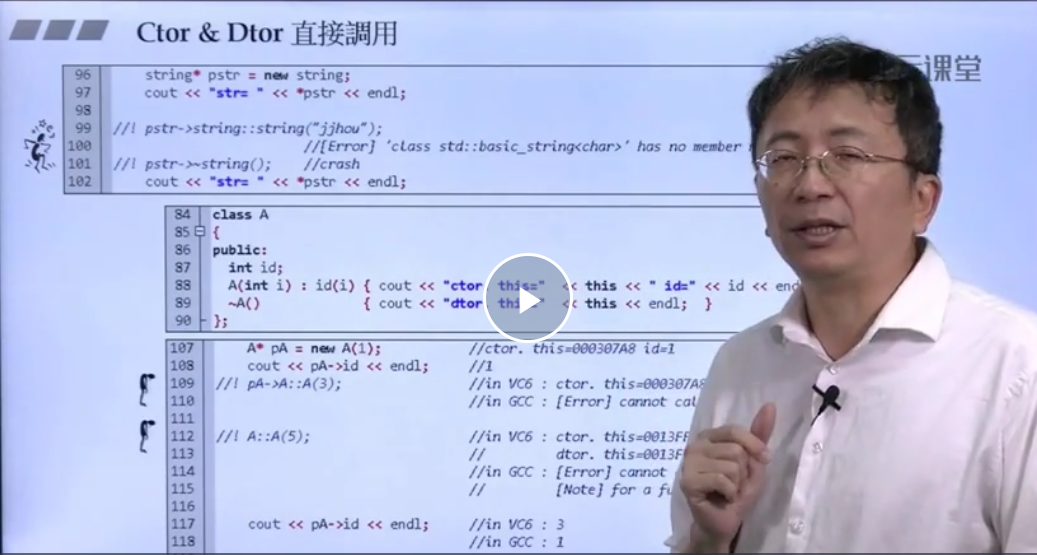 Ctor & Dtor 直接調用
云课堂
96 string* pstr = new string;
97 cout << "str= " << *pstr << endl;
98
99 //! pstr->string::string("jjhou");
100 //[Error] 'class std::basic_string<char>' has no member
101 //! pstr->~string(); //crash
102 cout << "str= " << *pstr << endl;
84 class A
85 {
86 public:
87 int id;
88 A(int i) : id(i) { cout << "ctor. this=" << this << " id=" << id << end
89 ~A() { cout << "dtor. this=" << this << endl; }
90 };
107 A* pA = new A(1); //ctor. this=000307A8 id=1
108 cout << pA->id << endl; //1
109 //! pA->A::A(3); //in VC6 : ctor. this=000307A8
110 //in GCC : [Error] cannot cal
111
112 //! A::A(5); //in VC6 : ctor. this=0013FF
113 // dtor. this=0013FF
114 //in GCC : [Error] cannot
115 // [Note] for a fu
116
117 cout << pA->id << endl; //in VC6 : 3
118 //in GCC : 1